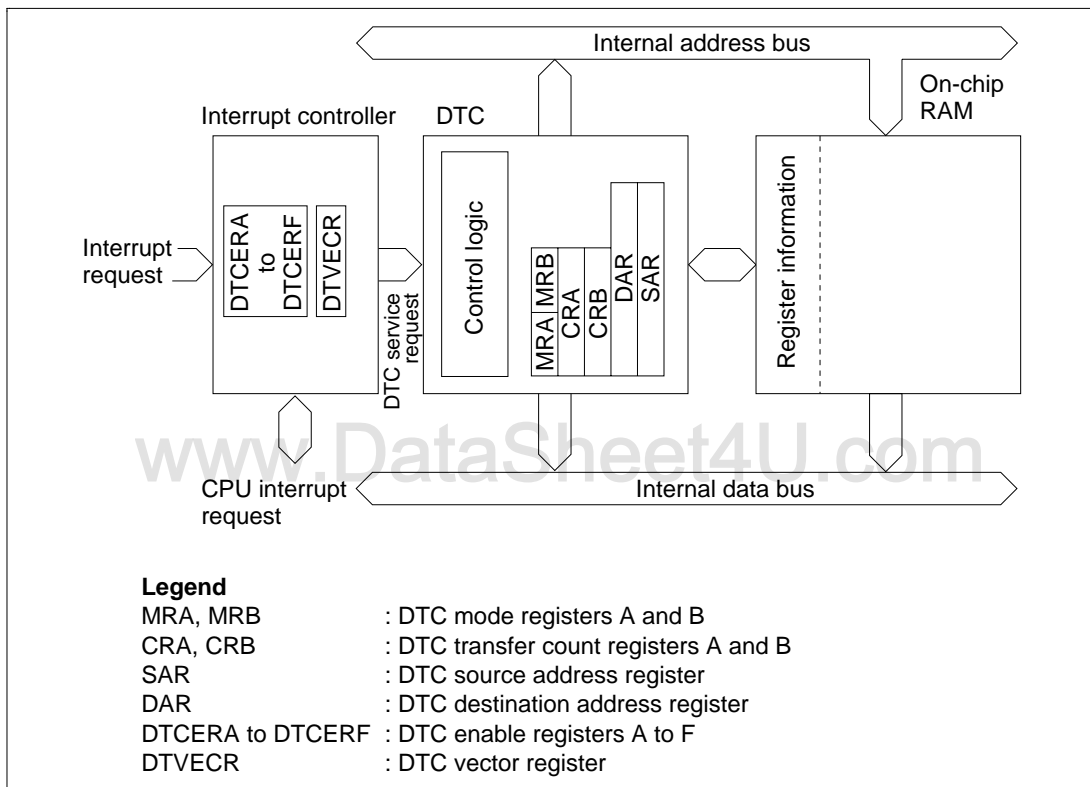 Internal address bus
On-chip
RAM
Interrupt controller
DTC
Interrupt
request
DTCERA
to
DTCERF
DTVECR
DTC service
request
Control logic
MRA
MRB
CRA
CRB
DAR
SAR
Register information
www.DataSheet4U.com
CPU interrupt
request
Internal data bus
Legend
MRA, MRB : DTC mode registers A and B
CRA, CRB : DTC transfer count registers A and B
SAR : DTC source address register
DAR : DTC destination address register
DTCERA to DTCERF : DTC enable registers A to F
DTVECR : DTC vector register